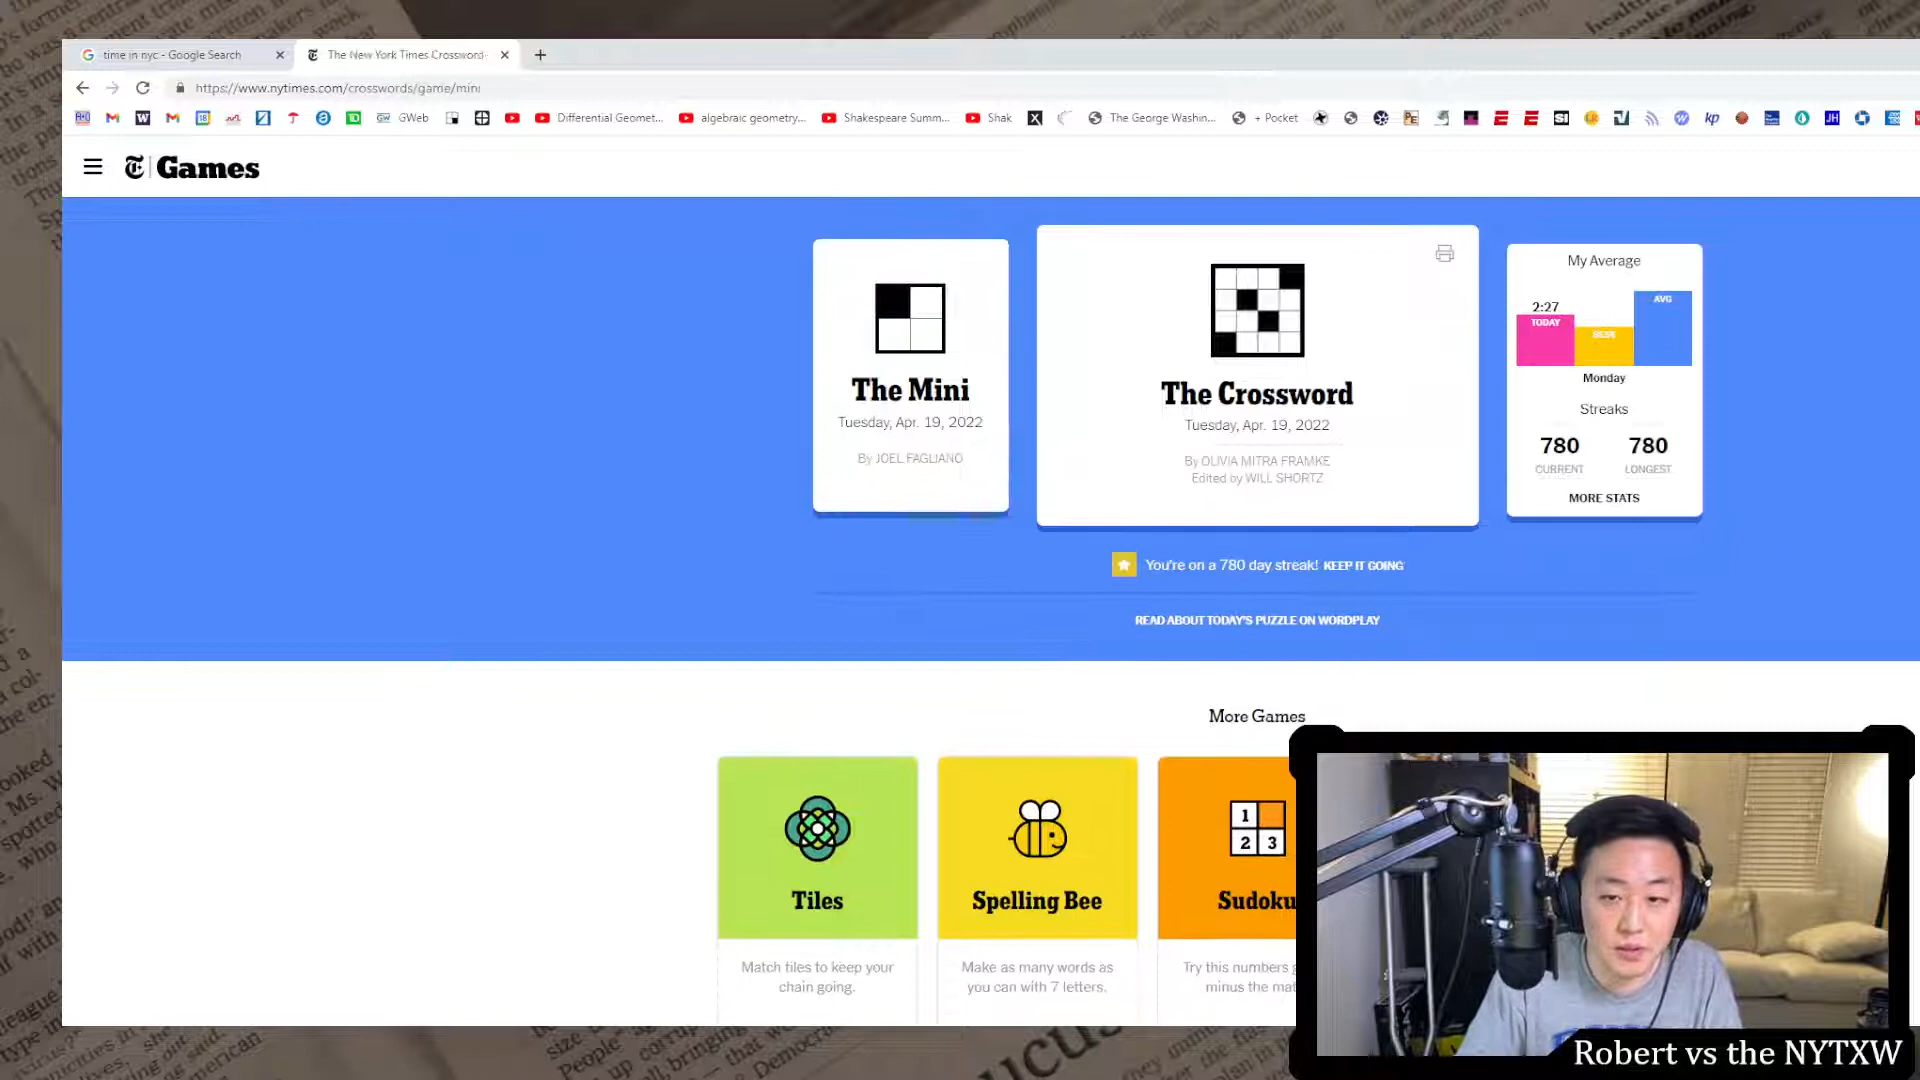 time in nyc - Google Search
The New York Times Crossword
https://www.nytimes.com/crosswords/game/mini
GWeb
Differential Geomet...
algebraic geometry...
Shakespeare Summ...
Shak
The George Washin...
+ Pocket
Games
The Mini
Tuesday, Apr. 19, 2022
By JOEL FAGLIANO
The Crossword
Tuesday, Apr. 19, 2022
By OLIVIA MITRA FRAMKE
Edited by WILL SHORTZ
My Average
2:27
TODAY
BEST
AVG
Monday
Streaks
780
780
CURRENT
LONGEST
MORE STATS
You're on a 780 day streak! KEEP IT GOING
READ ABOUT TODAY'S PUZZLE ON WORDPLAY
More Games
Tiles
Match tiles to keep your
chain going.
Spelling Bee
Make as many words as
you can with 7 letters.
1
2 3
Sudoku
Try this numbers
minus the
Robert vs the NYTXW